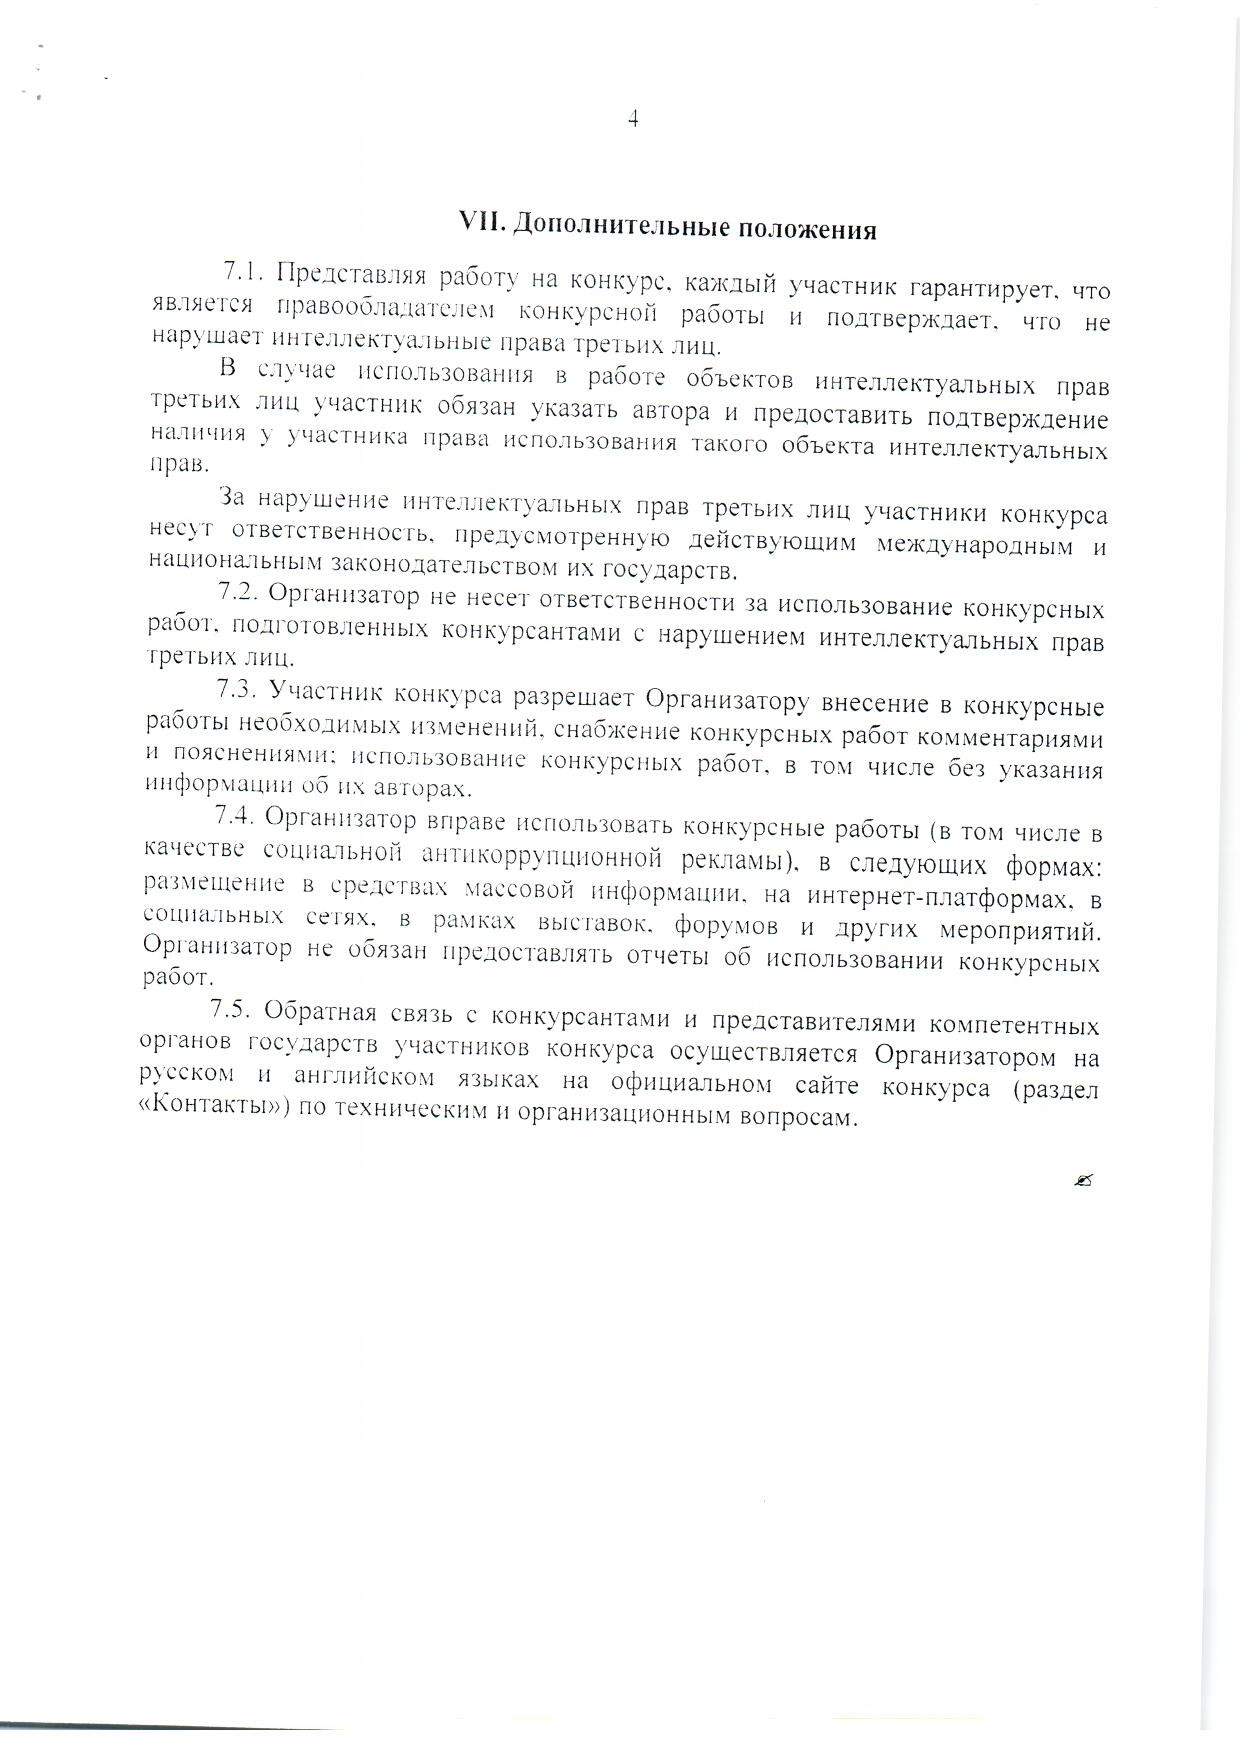 4
VII. Дополнительные положения
7.1. Представляя работу на конкурс, каждый участник гарантирует, что
является правообладателем конкурсной работы и подтверждает, что не
нарушает интеллектуальные права третьих лиц.
В случае использования в работе объектов интеллектуальных прав
третьих лиц участник обязан указать автора и предоставить подтверждение
наличия у участника права использования такого объекта интеллектуальных
прав.
За нарушение интеллектуальных прав третьих лиц участники конкурса
несут ответственность, предусмотренную действующим международным и
национальным законодательством их государств.
7.2. Организатор не несет ответственности за использование конкурсных
работ, подготовленных конкурсантами с нарушением интеллектуальных прав
третьих лиц.
7.3. Участник конкурса разрешает Организатору внесение в конкурсные
работы необходимых изменений, снабжение конкурсных работ комментариями
и пояснениями; использование конкурсных работ, в том числе без указания
информации об их авторах.
7.4. Организатор вправе использовать конкурсные работы (в том числе в
качестве социальной антикоррупционной рекламы), в следующих формах:
размещение в средствах массовой информации, на интернет-платформах, в
социальных сетях, в рамках выставок, форумов и других мероприятий.
Организатор не обязан предоставлять отчеты об использовании конкурсных
работ.
7.5. Обратная связь с конкурсантами и представителями компетентных
органов государств участников конкурса осуществляется Организатором на
русском и английском языках на официальном сайте конкурса (раздел
«Контакты») по техническим и организационным вопросам.